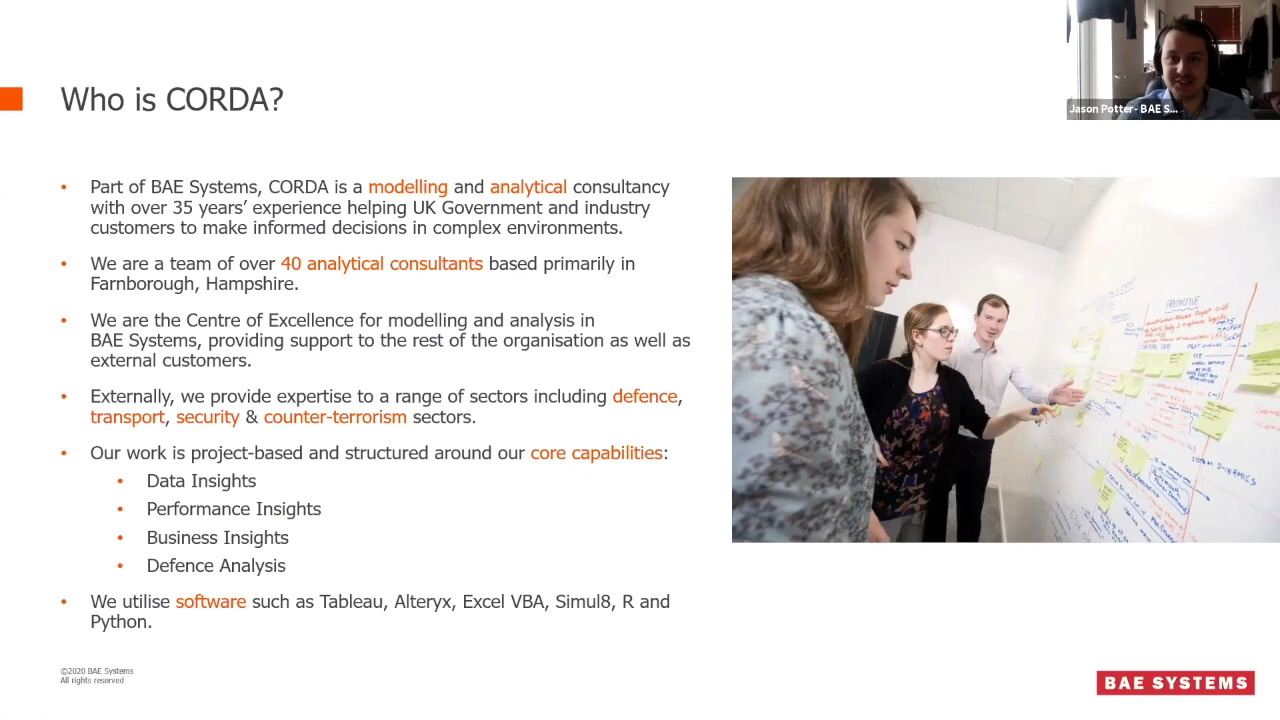 Who is CORDA?
Jason Potter- BAE S...
• Part of BAE Systems, CORDA is a modelling and analytical consultancy
with over 35 years’ experience helping UK Government and industry
customers to make informed decisions in complex environments.
• We are a team of over 40 analytical consultants based primarily in
Farnborough, Hampshire.
• We are the Centre of Excellence for modelling and analysis in
BAE Systems, providing support to the rest of the organisation as well as
external customers.
• Externally, we provide expertise to a range of sectors including defence,
transport, security & counter-terrorism sectors.
• Our work is project-based and structured around our core capabilities:
• Data Insights
• Performance Insights
• Business Insights
• Defence Analysis
• We utilise software such as Tableau, Alteryx, Excel VBA, Simul8, R and
Python.
PREDICTIVE
SYSTEM DYNAMICS
©2020 BAE Systems
All rights reserved
BAE SYSTEMS